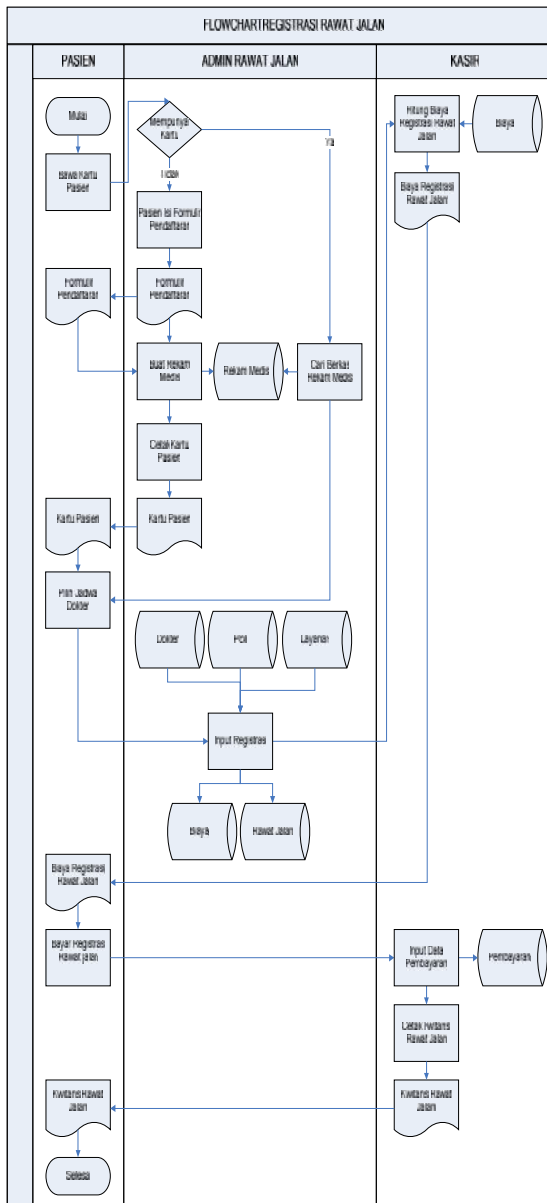 FLOWCHARTREGISTRASI RAWAT JALAN
PASIEN
ADMIN RAWAT JALAN
KASIR
Mulai
Bawa Kartu
Pasien
Mempunyai
Kartu
Ya
Tidak
Pasien Isi Formulir
Pendaftaran
Formulir
Pendaftaran
Formulir
Pendaftaran
Buat Rekam
Medis
Rekam Medis
Cari Berkas
Rekam Medis
Cetak Kartu
Pasien
Kartu Pasien
Kartu Pasien
Pilih Jadwal
Dokter
Dokter
Poli
Layanan
Input Registrasi
Biaya
Rawat Jalan
Hitung Biaya
Registrasi Rawat
Jalan
Biaya
Biaya Registrasi
Rawat Jalan
Biaya Registrasi
Rawat Jalan
Bayar Registrasi
Rawat jalan
Input Data
Pembayaran
Pembayaran
Cetak Kwitansi
Rawat Jalan
Kwitansi Rawat
Jalan
Kwitansi Rawat
Jalan
Selesai